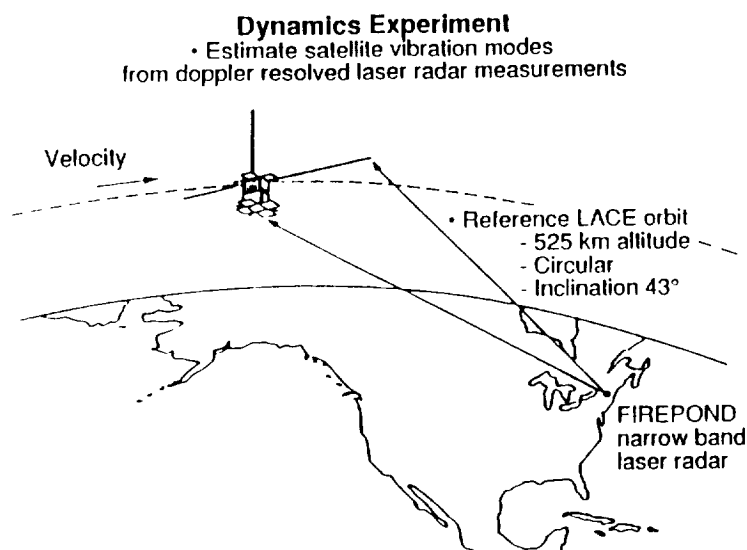 Dynamics Experiment
• Estimate satellite vibration modes
from doppler resolved laser radar measurements
Velocity
• Reference LACE orbit
- 525 km altitude
- Circular
- Inclination 43°
FIREPOND
narrow band
laser radar